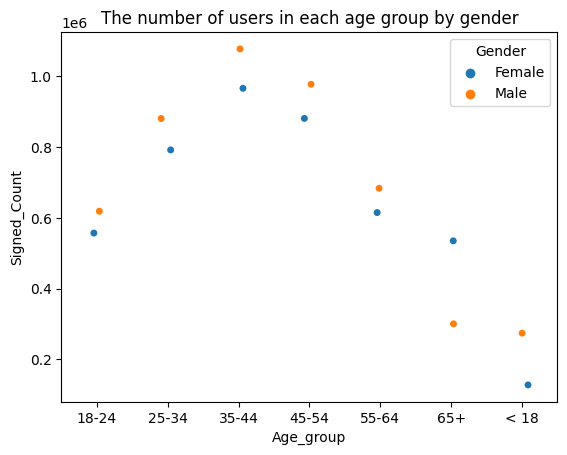 The number of users in each age group by gender
1e6
Gender
Female
Male
1.0
0.8
0.6
0.4
0.2
Signed_Count
18-24 25-34 35-44 45-54 55-64 65+ < 18
Age_group